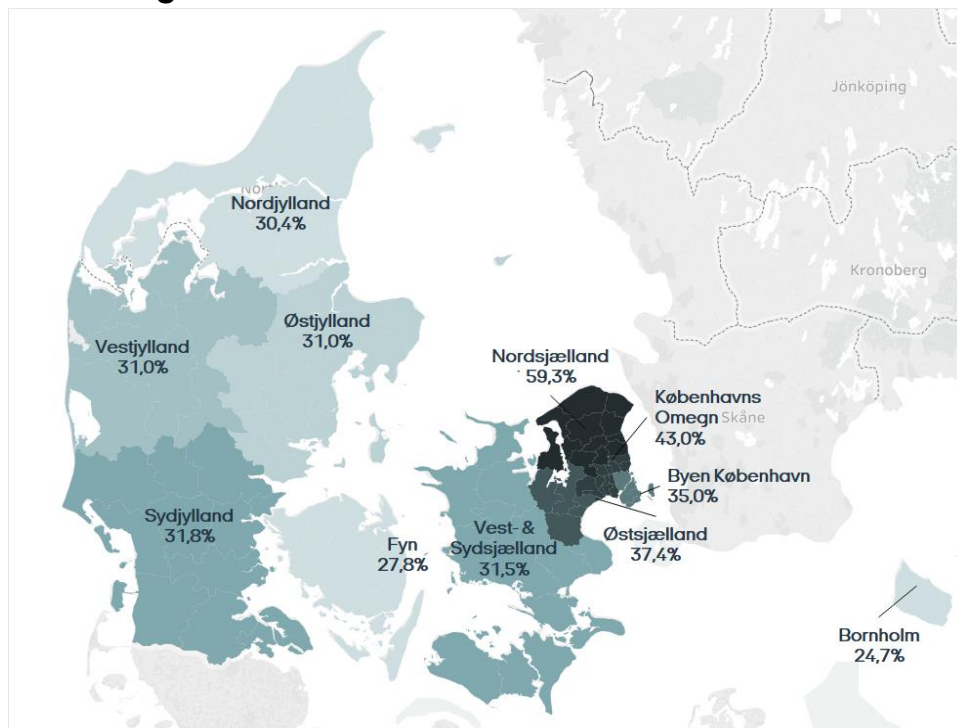 g
Jönköping
Nordjylland
30,4%
Kronoberg
Østjylland
31,0%
Vestjylland
31,0%
Nordsjælland
59,3%
Københavns
Omegn
43,0%
Skåne
Byen København
35,0%
Sydjylland
31,8%
Vest- &
Sydsjælland
31,5%
Østsjælland
37,4%
Fyn
27,8%
Bornholm
24,7%